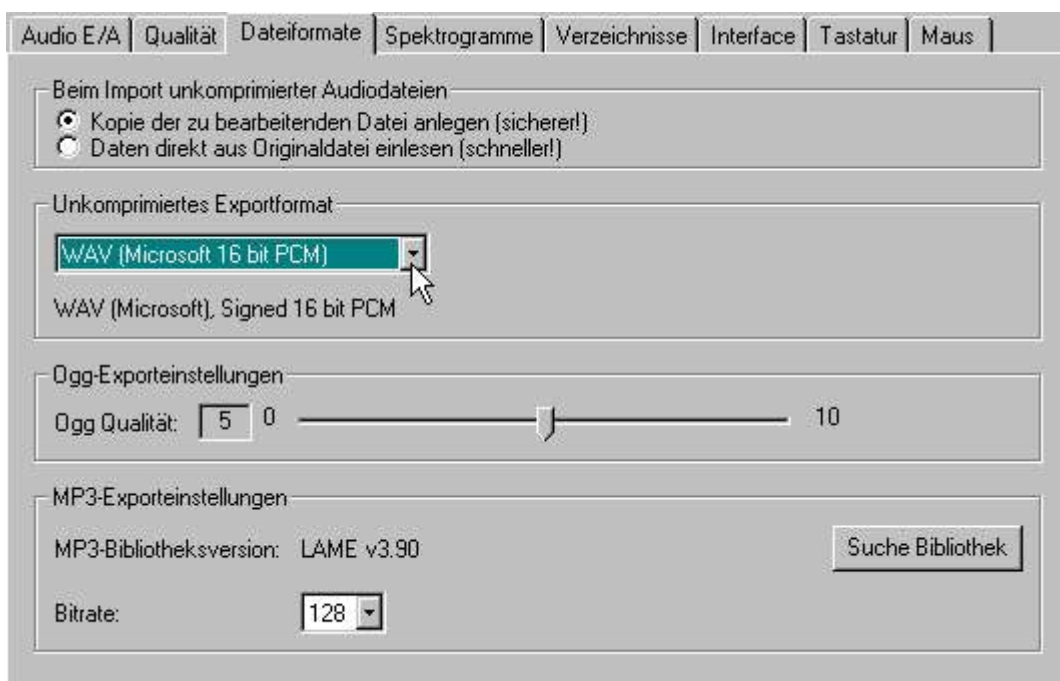 Audio E/A Qualität Dateiformate Spektrogramme Verzeichnisse Interface Tastatur Maus
Beim Import unkomprimierter Audiodateien
Kopie der zu bearbeitenden Datei anlegen (sicherer!)
Daten direkt aus Originaldatei einlesen (schneller!)
Unkomprimiertes Exportformat
WAV (Microsoft 16 bit PCM)
WAV (Microsoft), Signed 16 bit PCM
Ogg-Exporteinstellungen
Ogg Qualität: 5 0 10
MP3-Exporteinstellungen
MP3-Bibliotheksversion: LAME v3.90 Suche Bibliothek
Bitrate: 128